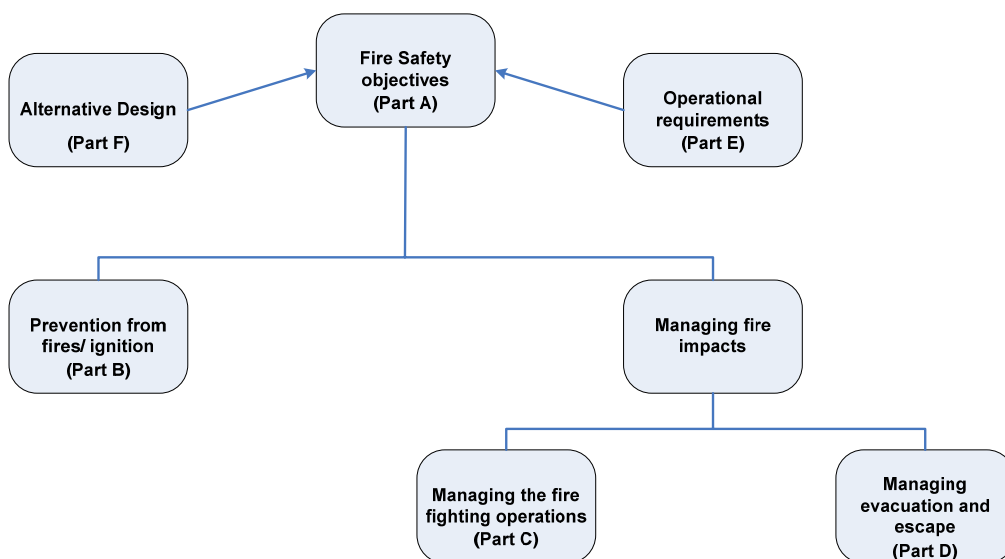 Fire Safety
objectives
(Part A)
Alternative Design
(Part F)
Operational
requirements
(Part E)
Prevention from
fires/ ignition
(Part B)
Managing fire
impacts
Managing the fire
fighting operations
(Part C)
Managing
evacuation and
escape
(Part D)